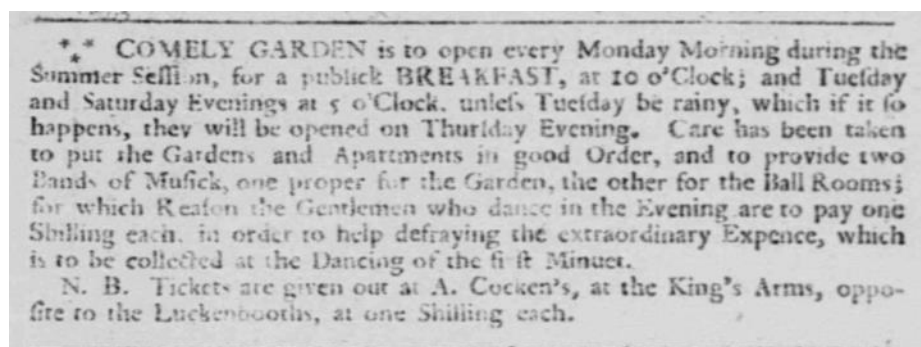 ⁂ COMELY GARDEN is to open every Monday Morning during the
Summer Seſſion, for a publick BREAKFAST, at 10 o'Clock; and Tueſday
and Saturday Evenings at 5 o'Clock. unleſs Tueſday be rainy, which if it ſo
happens, they will be opened on Thurſday Evening. Care has been taken
to put the Gardens and Apartments in good Order, and to provide two
Bands of Muſick, one proper for the Garden, the other for the Ball Rooms;
for which Reaſon the Gentlemen who dance in the Evening are to pay one
Shilling each. in order to help defraying the extraordinary Expence, which
is to be collected at the Dancing of the firſt Minuet.
N. B. Tickets are given out at A. Cocken's, at the King's Arms, oppo-
ſite to the Luckenbooths, at one Shilling each.